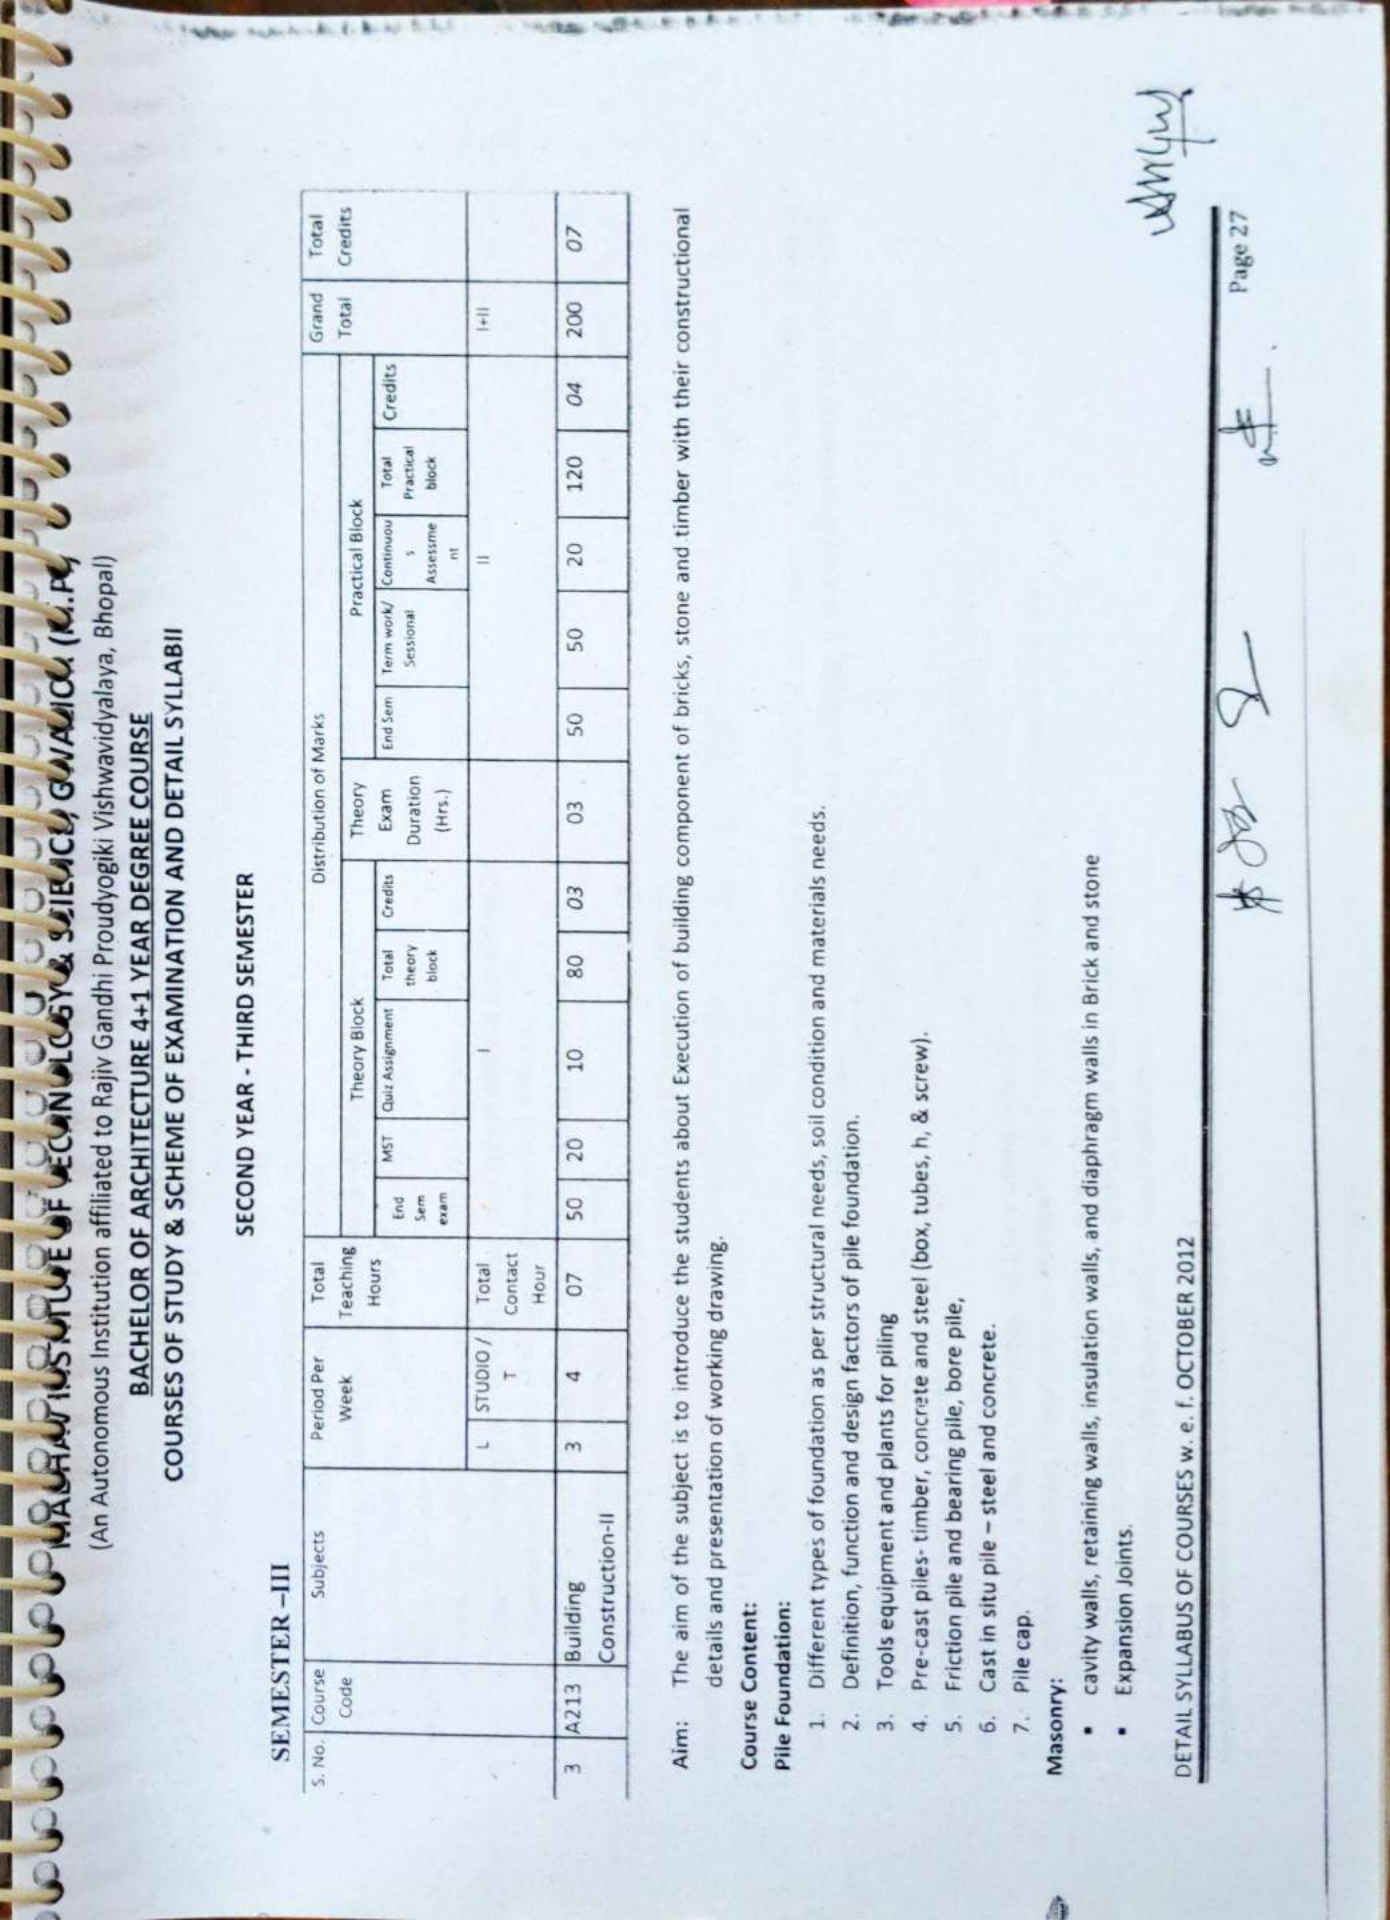 MADHAV INSTITUTE OF TECHNOLOGY & SCIENCE, GWALIOR (M.P)
(An Autonomous Institution affiliated to Rajiv Gandhi Proudyogiki Vishwavidyalaya, Bhopal)
BACHELOR OF ARCHITECTURE 4+1 YEAR DEGREE COURSE
COURSES OF STUDY & SCHEME OF EXAMINATION AND DETAIL SYLLABII
SECOND YEAR - THIRD SEMESTER
SEMESTER –III
S. No. Course Subjects Period Per Total Distribution of Marks Grand Total
Code Week Teaching Theory Block Theory Practical Block Total Credits
Hours End MST Quiz Assignment Total Credits Exam End Sem Term work/ Continuou Total Credits
Sem theory Duration Sessional s Practical
exam block (Hrs.) Assessme block
nt
L STUDIO / Total I II I+II
T Contact
Hour
3 A213 Building 3 4 07 50 20 10 80 03 03 50 50 20 120 04 200 07
Construction-II
Aim: The aim of the subject is to introduce the students about Execution of building component of bricks, stone and timber with their constructional
details and presentation of working drawing.
Course Content:
Pile Foundation:
1. Different types of foundation as per structural needs, soil condition and materials needs.
2. Definition, function and design factors of pile foundation.
3. Tools equipment and plants for piling
4. Pre-cast piles- timber, concrete and steel (box, tubes, h, & screw).
5. Friction pile and bearing pile, bore pile,
6. Cast in situ pile – steel and concrete.
7. Pile cap.
Masonry:
▪ cavity walls, retaining walls, insulation walls, and diaphragm walls in Brick and stone
▪ Expansion Joints.
DETAIL SYLLABUS OF COURSES w. e. f. OCTOBER 2012
Page 27